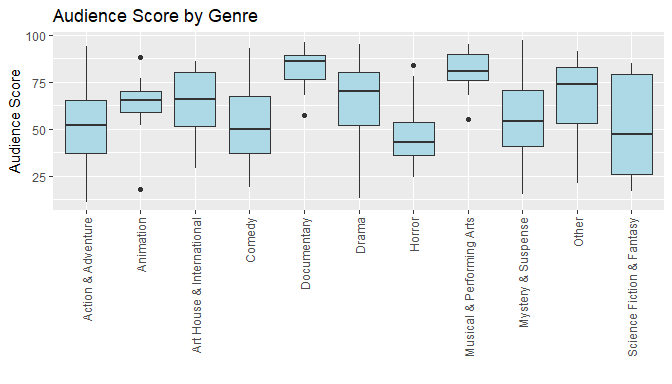 Audience Score by Genre
Audience Score
100
75
50
25
Action & Adventure
Animation
Art House & International
Comedy
Documentary
Drama
Horror
Musical & Performing Arts
Mystery & Suspense
Other
Science Fiction & Fantasy